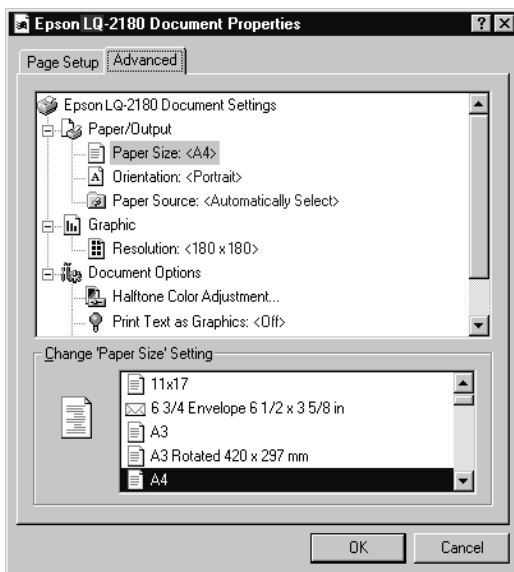 Epson LQ-2180 Document Properties
Page Setup
Advanced
Epson LQ-2180 Document Settings
Paper/Output
Paper Size: <A4>
Orientation: <Portrait>
Paper Source: <Automatically Select>
Graphic
Resolution: <180 x 180>
Document Options
Halftone Color Adjustment...
Print Text as Graphics: <Off>
Change 'Paper Size' Setting
11x17
6 3/4 Envelope 6 1/2 x 3 5/8 in
A3
A3 Rotated 420 x 297 mm
A4
OK
Cancel